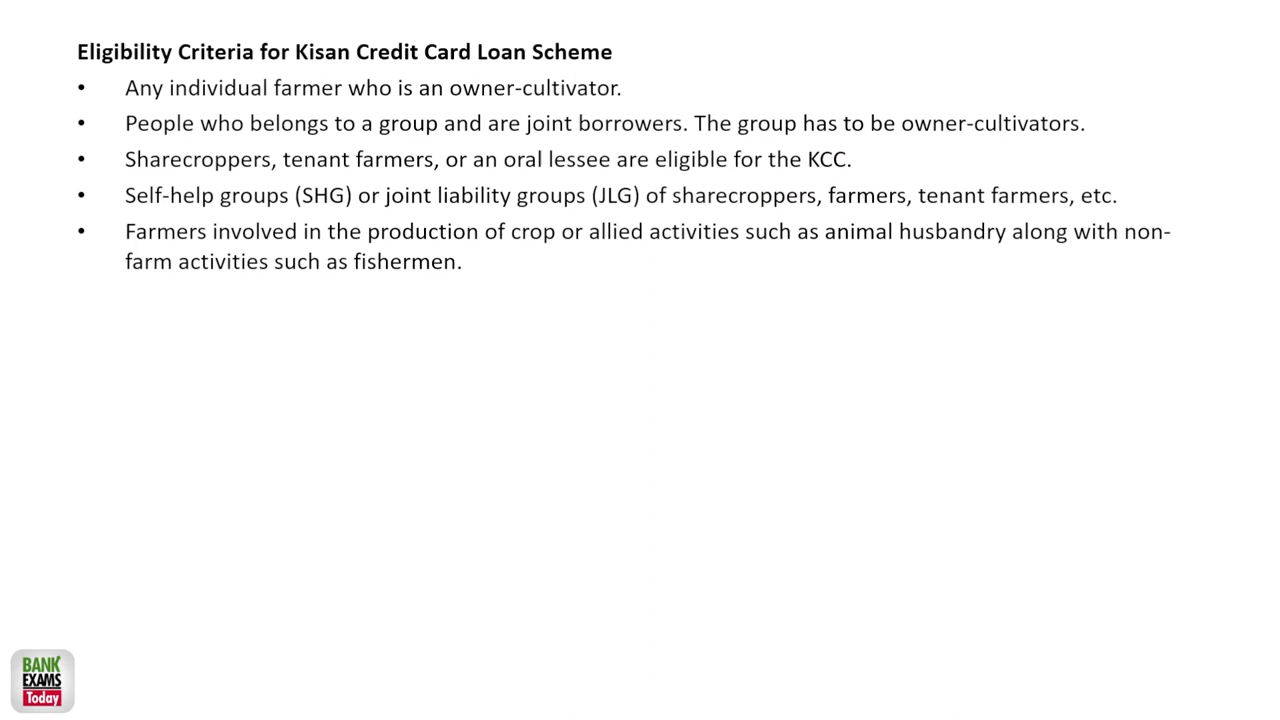 Eligibility Criteria for Kisan Credit Card Loan Scheme
• Any individual farmer who is an owner-cultivator.
• People who belongs to a group and are joint borrowers. The group has to be owner-cultivators.
• Sharecroppers, tenant farmers, or an oral lessee are eligible for the KCC.
• Self-help groups (SHG) or joint liability groups (JLG) of sharecroppers, farmers, tenant farmers, etc.
• Farmers involved in the production of crop or allied activities such as animal husbandry along with non-
farm activities such as fishermen.
BANK
EXAMS
Today